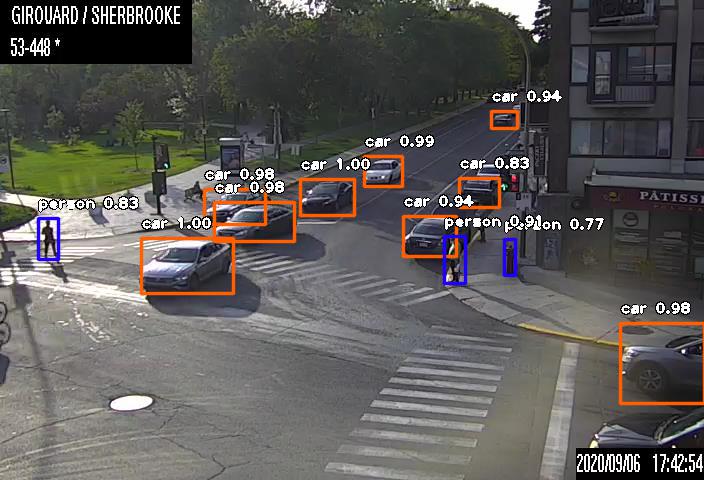 GIROUARD / SHERBROOKE
53-448 *
car 0.94
car 0.99
car 1.00
car 0.83
car 0.98
car 0.98
person 0.83
car 0.94
car 1.00
person 0.91
person 0.77
PÂTISS
car 0.98
2020/09/06 17:42:54